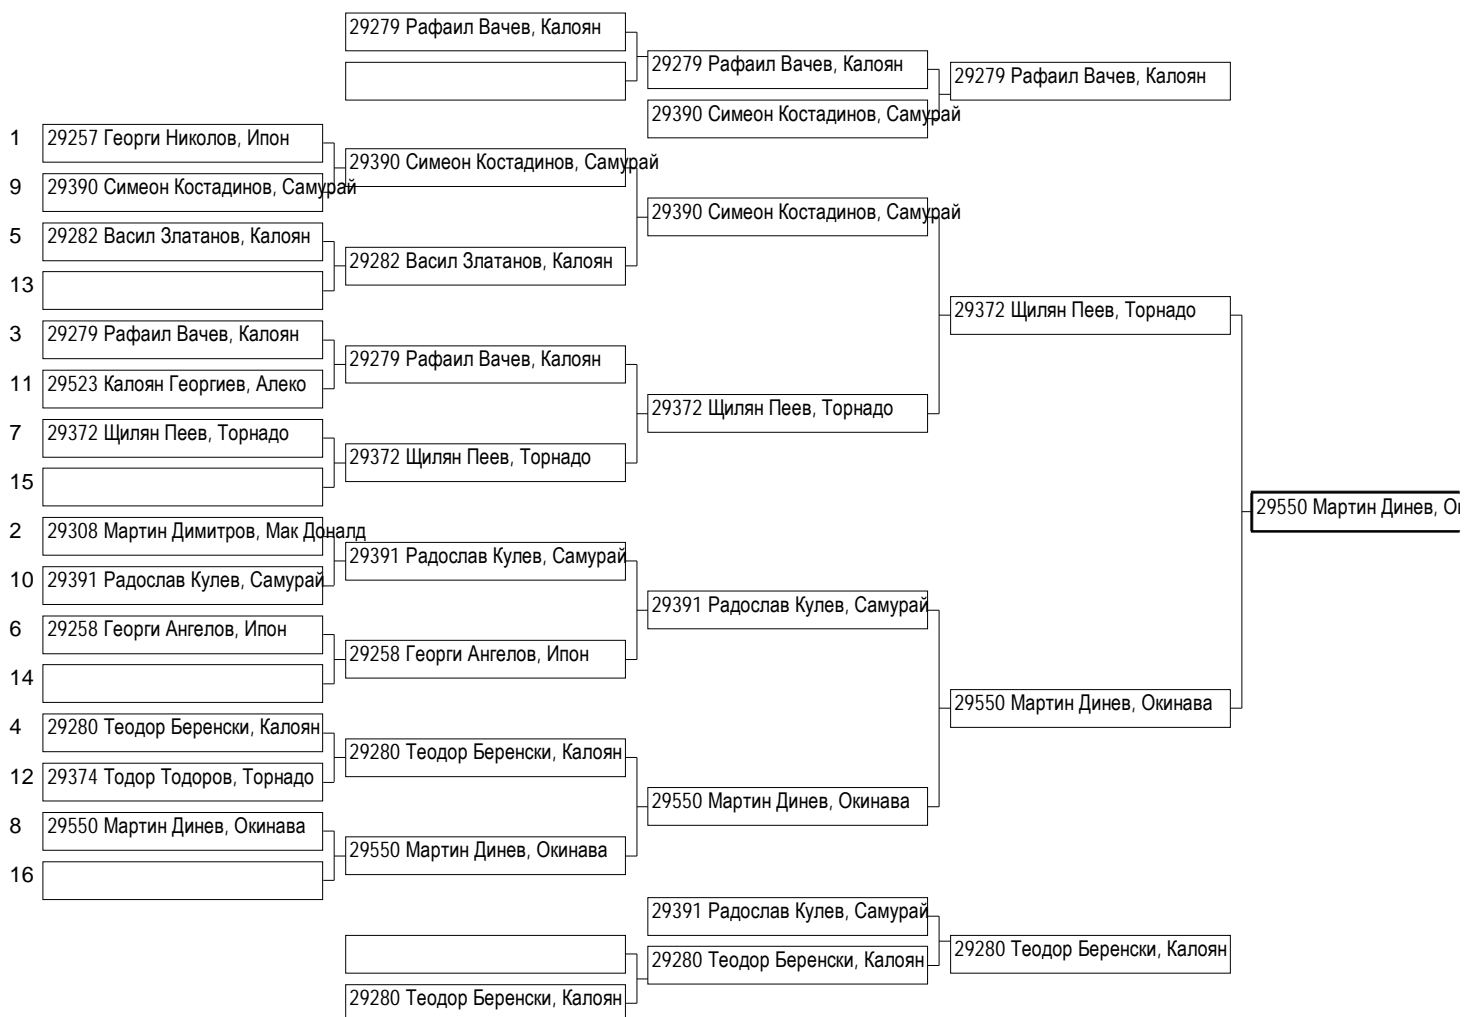 29279 Рафаил Вачев, Калоян
29279 Рафаил Вачев, Калоян
29279 Рафаил Вачев, Калоян
29390 Симеон Костадинов, Самурай
1 29257 Георги Николов, Ипон
29390 Симеон Костадинов, Самурай
9 29390 Симеон Костадинов, Самурай
29390 Симеон Костадинов, Самурай
5 29282 Васил Златанов, Калоян
29282 Васил Златанов, Калоян
13
29372 Щилян Пеев, Торнадо
3 29279 Рафаил Вачев, Калоян
29279 Рафаил Вачев, Калоян
11 29523 Калоян Георгиев, Алеко
29372 Щилян Пеев, Торнадо
7 29372 Щилян Пеев, Торнадо
29372 Щилян Пеев, Торнадо
15
29550 Мартин Динев,
2 29308 Мартин Димитров, Мак Доналд
29391 Радослав Кулев, Самурай
10 29391 Радослав Кулев, Самурай
29391 Радослав Кулев, Самурай
6 29258 Георги Ангелов, Ипон
29258 Георги Ангелов, Ипон
14
29550 Мартин Динев, Окинава
4 29280 Теодор Беренски, Калоян
29280 Теодор Беренски, Калоян
12 29374 Тодор Тодоров, Торнадо
29550 Мартин Динев, Окинава
8 29550 Мартин Динев, Окинава
29550 Мартин Динев, Окинава
16
29391 Радослав Кулев, Самурай
29280 Теодор Беренски, Калоян
29280 Теодор Беренски, Калоян
29280 Теодор Беренски, Калоян